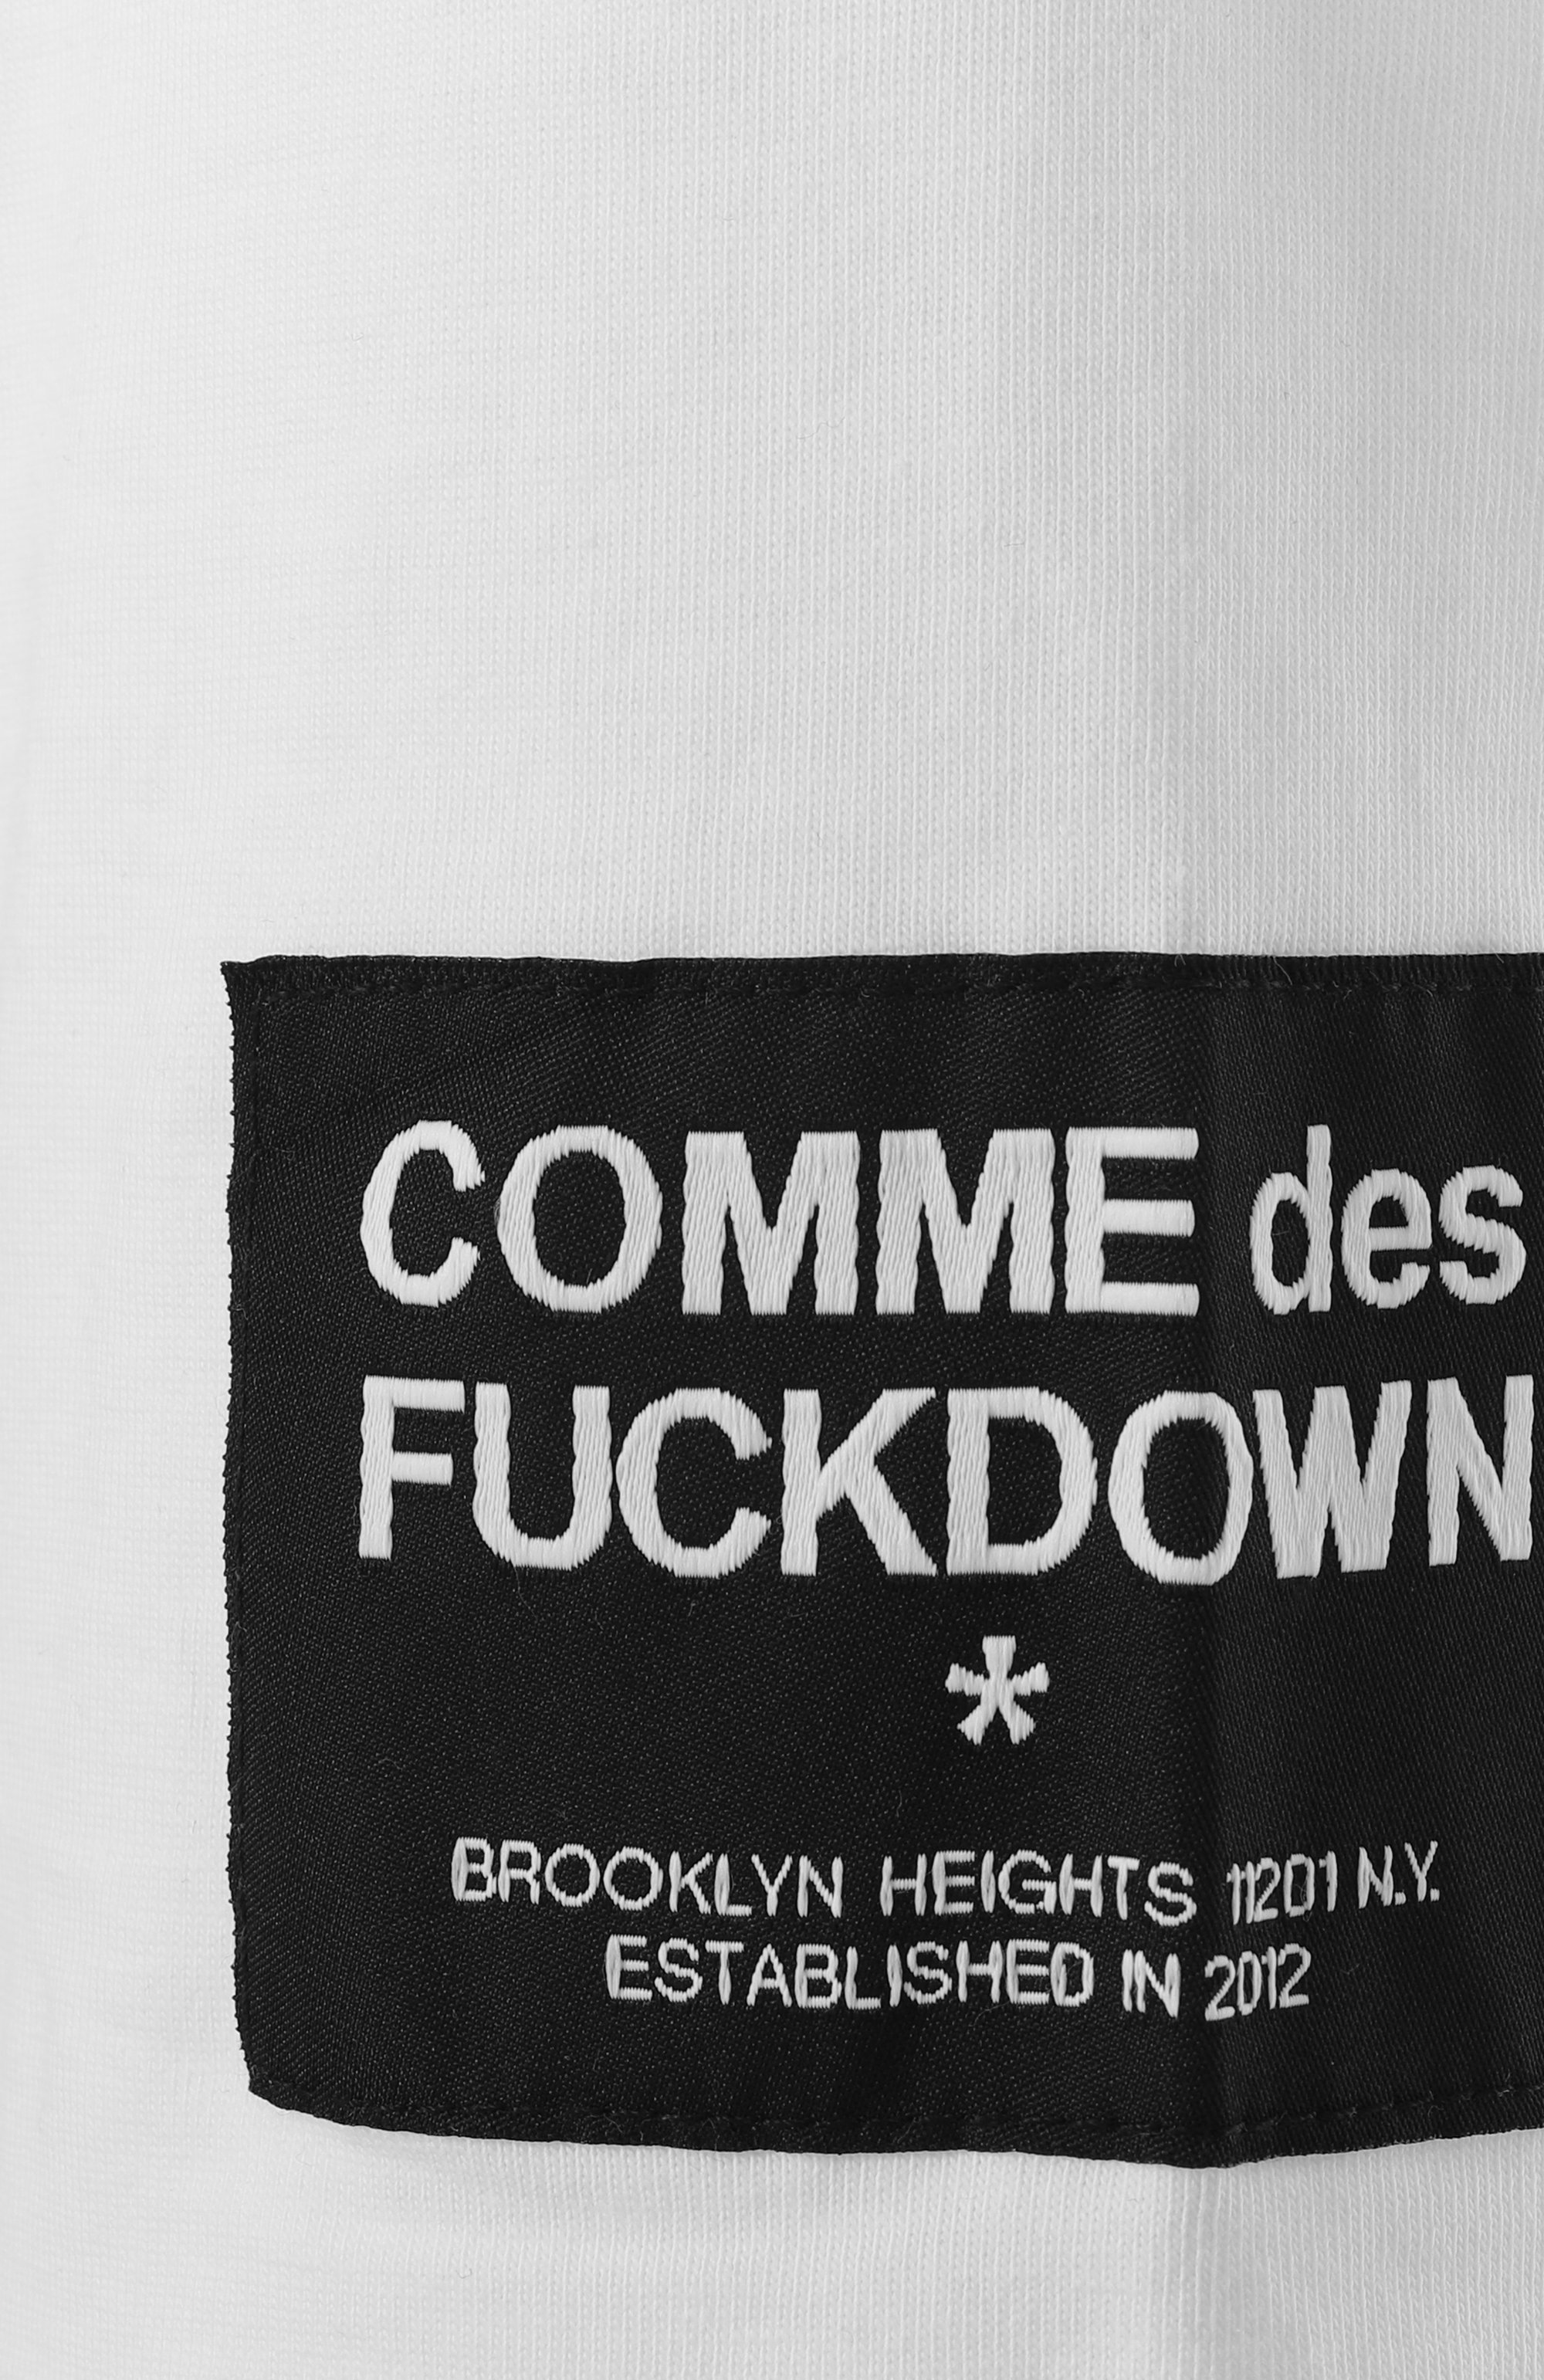 COMME des
FUCKDOWN
*
BROOKLYN HEIGHTS 11201 N.Y.
ESTABLISHED IN 2012